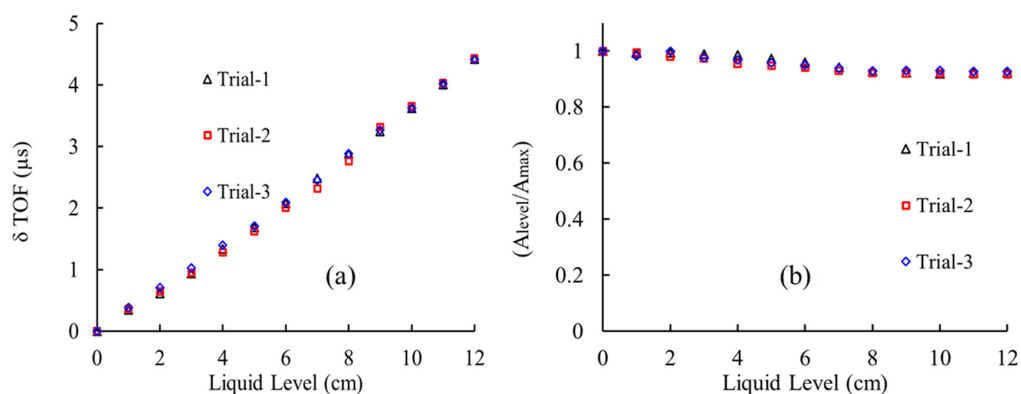 5
4
3
2
1
0
δ TOF (µs)
Trial-1
Trial-2
Trial-3
(a)
0 2 4 6 8 10 12
Liquid Level (cm)
1
0.8
0.6
0.4
0.2
0
(Alevel/Amax)
Trial-1
Trial-2
Trial-3
(b)
0 2 4 6 8 10 12
Liquid Level (cm)